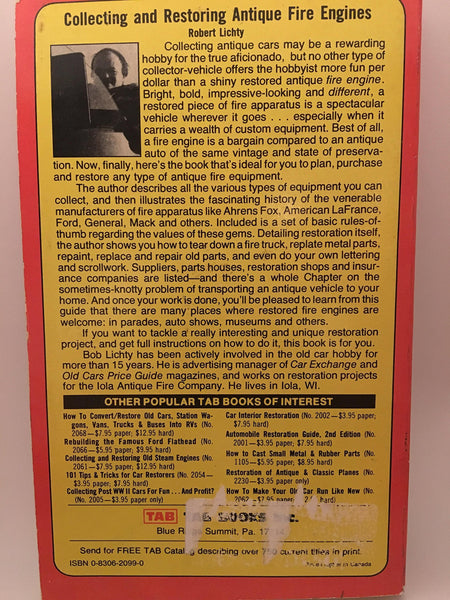 Collecting and Restoring Antique Fire Engines
Robert Lichty
Collecting antique cars may be a rewarding
hobby for the true aficionado, but no other type of
collector-vehicle offers the hobbyist more fun per
dollar than a shiny restored antique fire engine.
Bright, bold, impressive-looking and different, a
restored piece of fire apparatus is a spectacular
vehicle wherever it goes . . . especially when it
carries a wealth of custom equipment. Best of all,
a fire engine is a bargain compared to an antique
auto of the same vintage and state of preserva-
tion. Now, finally, here's the book that's ideal for you to plan, purchase
and restore any type of antique fire equipment.
The author describes all the various types of equipment you can
collect, and then illustrates the fascinating history of the venerable
manufacturers of fire apparatus like Ahrens Fox, American LaFrance,
Ford, General, Mack and others. Included is a set of basic rules-of-
thumb regarding the values of these gems. Detailing restoration itself,
the author shows you how to tear down a fire truck, replate metal parts,
repaint, replace and repair old parts, and even do your own lettering
and scrollwork. Suppliers, parts houses, restoration shops and insur-
ance companies are listed—and there's a whole Chapter on the
sometimes-knotty problem of transporting an antique vehicle to your
home. And once your work is done, you'll be pleased to learn from this
guide that there are many places where restored fire engines are
welcome: in parades, auto shows, museums and others.
If you want to tackle a really interesting and unique restoration
project, and get full instructions on how to do it, this book is for you.
Bob Lichty has been actively involved in the old car hobby for
more than 15 years. He is advertising manager of Car Exchange and
Old Cars Price Guide magazines, and works on restoration projects
for the Iola Antique Fire Company. He lives in Iola, WI.
OTHER POPULAR TAB BOOKS OF INTEREST
How To Convert/Restore Old Cars, Station Wa-
gons, Vans, Trucks & Buses Into RVs (No.
2068—$7.95 paper; $12.95 hard)
Rebuilding the Famous Ford Flathead (No.
2066—$5.95 paper; $9.95 hard)
Collecting and Restoring Old Steam Engines (No.
2061—$7.95 paper; $12.95 hard)
101 Tips & Tricks for Car Restorers (No. 2054—
$3.95 paper; $7.95 hard)
Collecting Post WW II Cars For Fun . . . And Profit?
(No. 2005—$3.95 paper only)
Car Interior Restoration (No. 2002—$3.95 paper;
$7.95 hard)
Automobile Restoration Guide, 2nd Edition (No.
2001—$3.95 paper; $7.95 hard)
How to Cast Small Metal & Rubber Parts (No.
1105—$5.95 paper; $8.95 hard)
Restoration of Antique & Classic Planes (No.
2230—$3.95 paper only)
How To Make Your Old Car Run Like New (No.
TAB TAB BOOKS Inc.
Blue Ridge Summit, Pa. 17214
Send for FREE TAB Catalog describing over 750 current titles in print.
ISBN 0-8306-2099-0